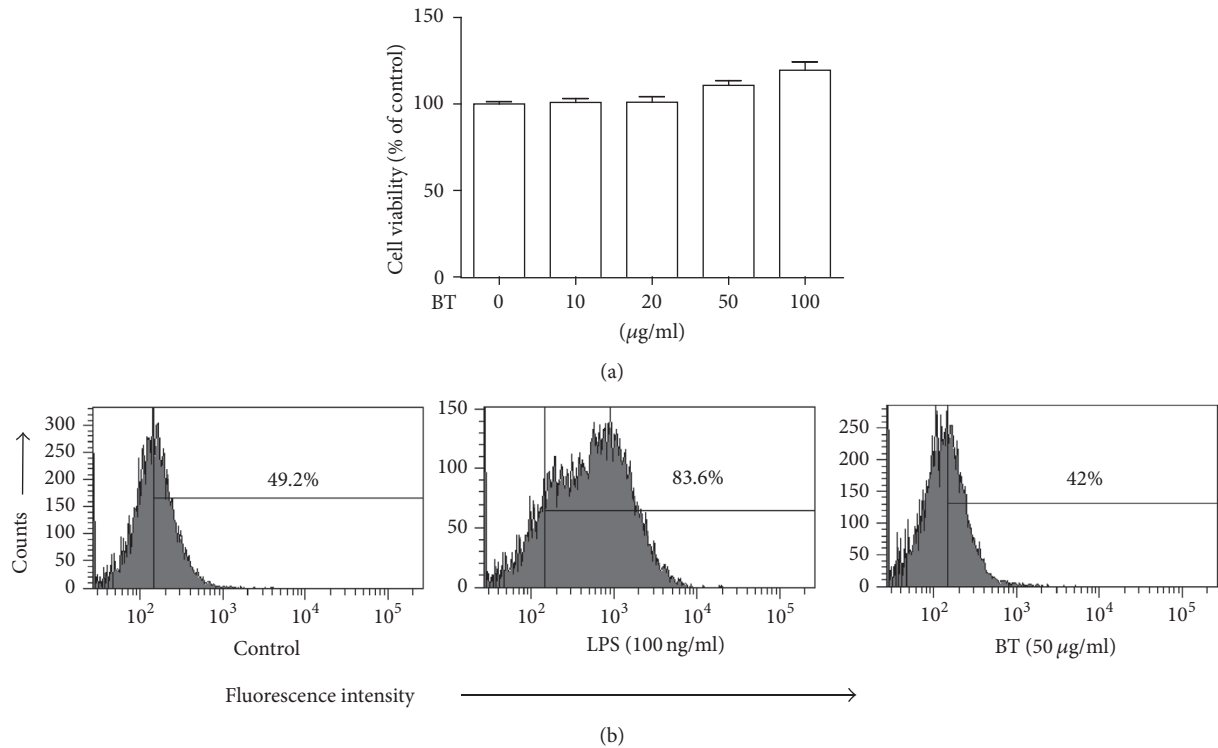 150
100
50
0
Cell viability (% of control)
BT 0 10 20 50 100
(μg/ml)
(a)
300
250
200
150
100
50
0
Counts
49.2%
10² 10³ 10⁴ 10⁵
Control
150
100
50
0
83.6%
10² 10³ 10⁴ 10⁵
LPS (100 ng/ml)
250
200
150
100
50
0
42%
10² 10³ 10⁴ 10⁵
BT (50 μg/ml)
Fluorescence intensity
(b)